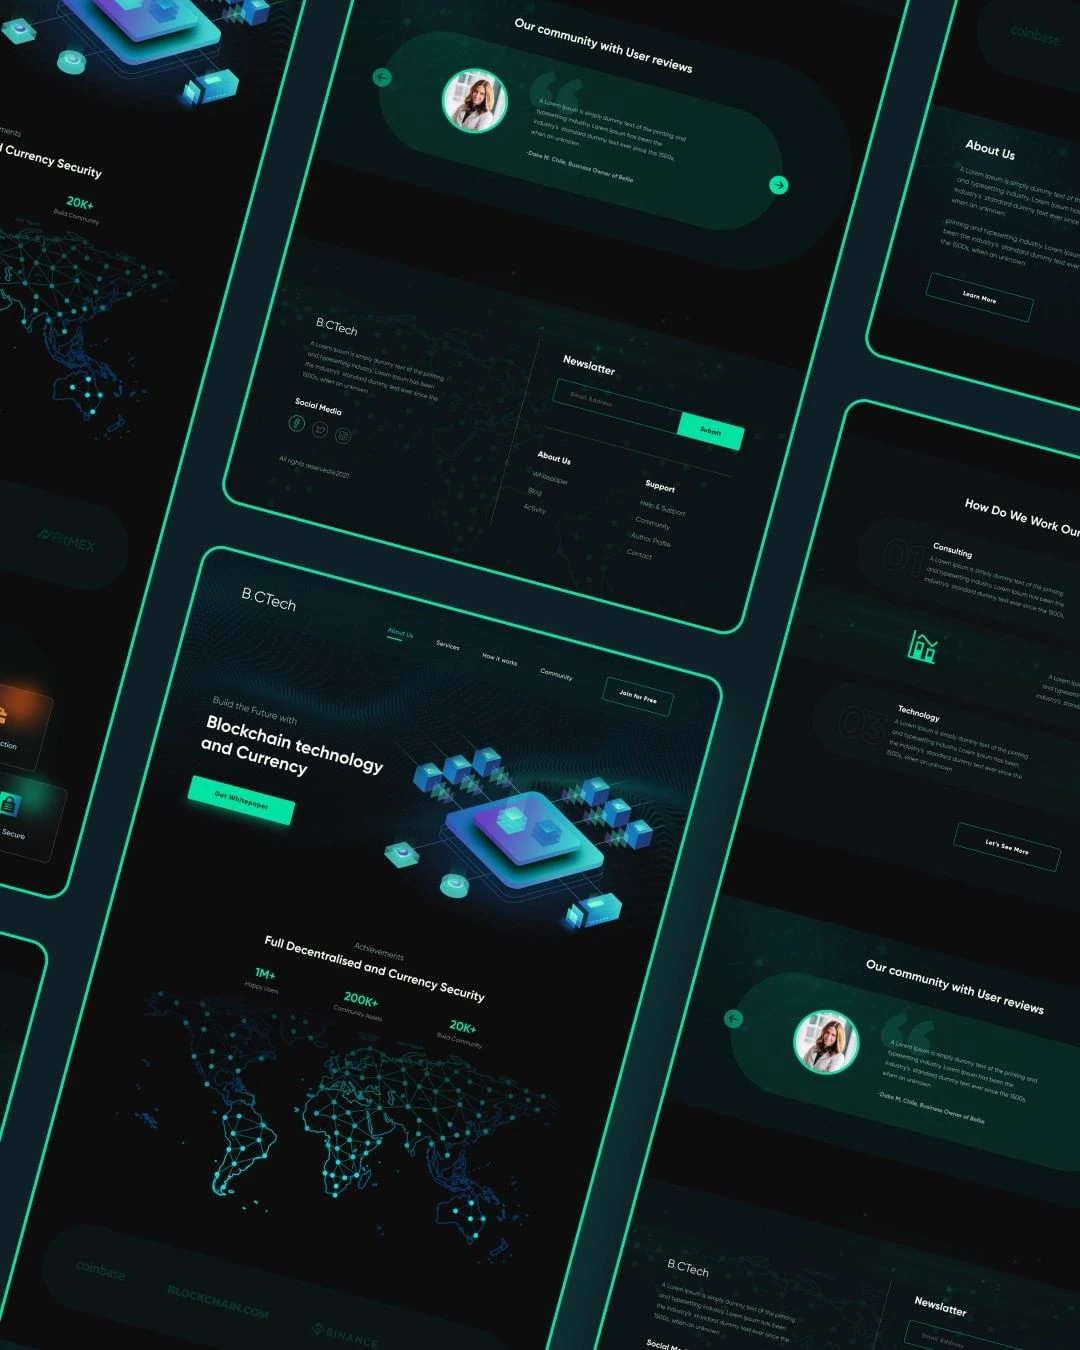 ments
d Currency Security
20K+
Build Community
BitMEX
ction
Secure
Our community with User reviews
A Lorem Ipsum is simply dummy text of the printing and
typesetting industry. Lorem Ipsum has been the
industry's standard dummy text ever since the 1500s,
when an unknown
-Dake M. Chile, Business Owner of Bellie
B.CTech
A Lorem Ipsum is simply dummy text of the printing
and typesetting industry. Lorem Ipsum has been
the industry's standard dummy text ever since the
1500s, when an unknown
Social Media
All rights reserved@2021
Newslatter
Email Address
Submit
About Us
Whitepaper
Blog
Activity
Support
Help & Support
Community
Author Profile
Contact
B.CTech
About Us
Services
How it works
Community
Join for Free
Build the Future with
Blockchain technology
and Currency
Get Whitepaper
Achievements
Full Decentralised and Currency Security
1M+
Happy Users
200K+
Community Assets
20K+
Build Community
coinbase
BLOCKCHAIN.COM
BINANCE
coinbase
About Us
A Lorem Ipsum is simply dummy text of t
and typesetting industry. Lorem Ipsum ha
industry's standard dummy text ever s
when an unknown
printing and typesetting industry. Lorem I
been the industry's standard dummy text ever
the 1500s, when an unknown
Learn More
How Do We Work Our
01
Consulting
A Lorem Ipsum is simply dummy text of the printing
and typesetting industry. Lorem Ipsum has been the
industry's standard dummy text ever since the 1500s,
A Lorem Ips
and typesetting
industry's stand
03
Technology
A Lorem Ipsum is simply dummy text of the printing
and typesetting industry. Lorem Ipsum has been
the industry's standard dummy text ever since the
1500s, when an unknown
Let's See More
Our community with User reviews
A Lorem Ipsum is simply dummy text of the printing and
typesetting industry. Lorem Ipsum has been the
industry's standard dummy text ever since the 1500s,
when an unknown
-Dake M. Chile, Business Owner of Bellie
B.CTech
A Lorem Ipsum is simply dummy text of the printing
and typesetting industry. Lorem Ipsum has been
the industry's standard dummy text ever since the
1500s, when an unknown
Social Me
Newslatter
Email Address